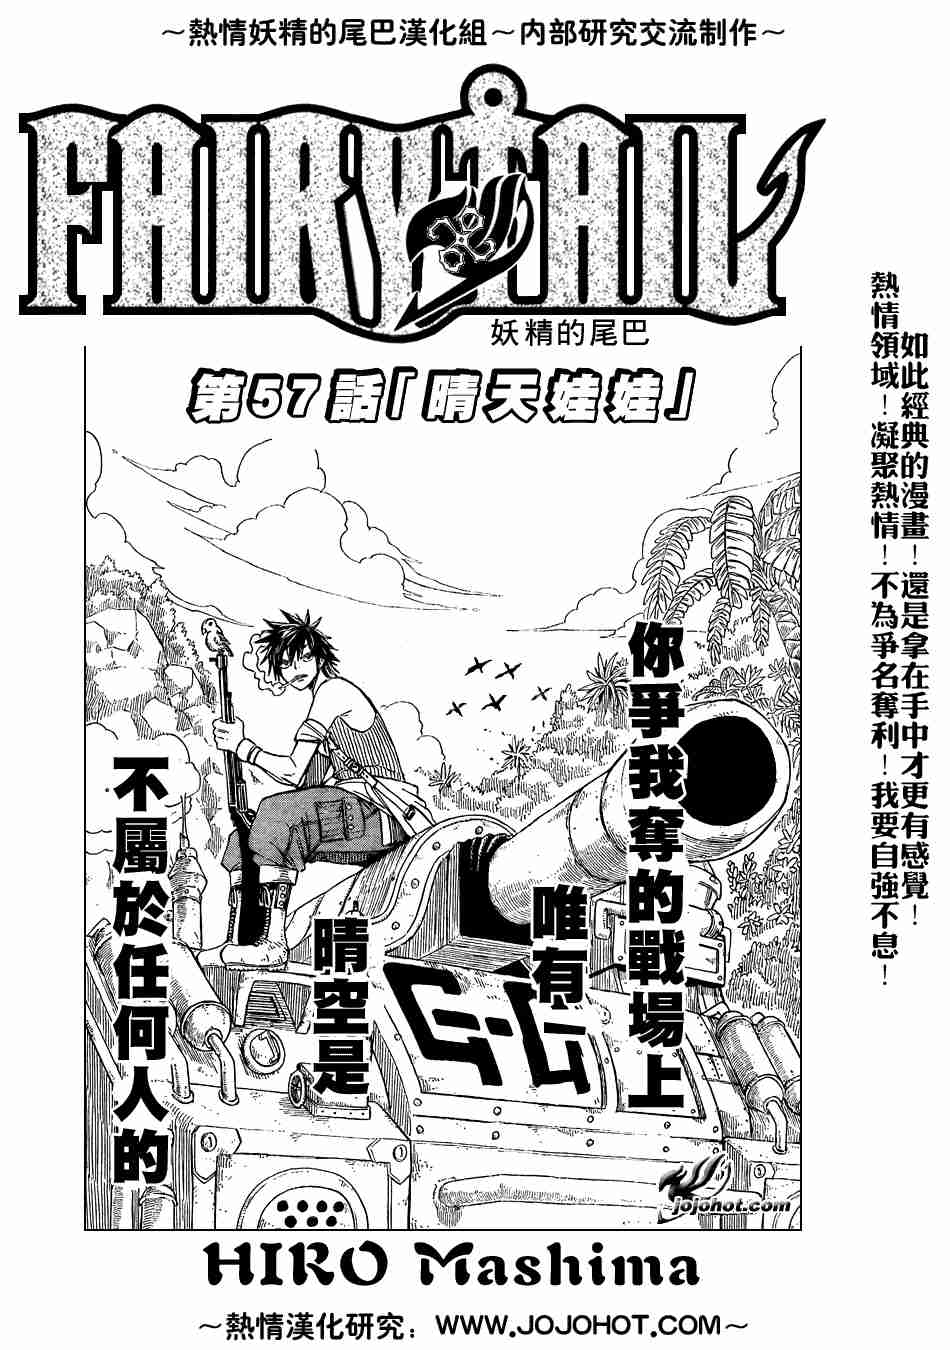 ～熱情妖精的尾巴漢化組～内部研究交流制作～
FAIRY TAIL
妖精的尾巴
第57話「晴天娃娃」
如此經典的漫畫！還是拿在手中才更有感覺！
熱情領域！凝聚熱情！不為爭名奪利！我要自強不息！
你爭我奪的戰場上
唯有
晴空是
不屬於任何人的
jojohot.com
HIRO Mashima
～熱情漢化研究：WWW.JOJOHOT.COM～